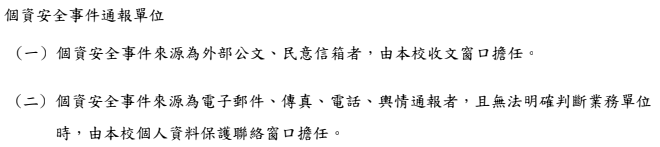 個資安全事件通報單位
（一）個資安全事件來源為外部公文、民意信箱者，由本校收文窗口擔任。
（二）個資安全事件來源為電子郵件、傳真、電話、輿情通報者，且無法明確判斷業務單位
時，由本校個人資料保護聯絡窗口擔任。